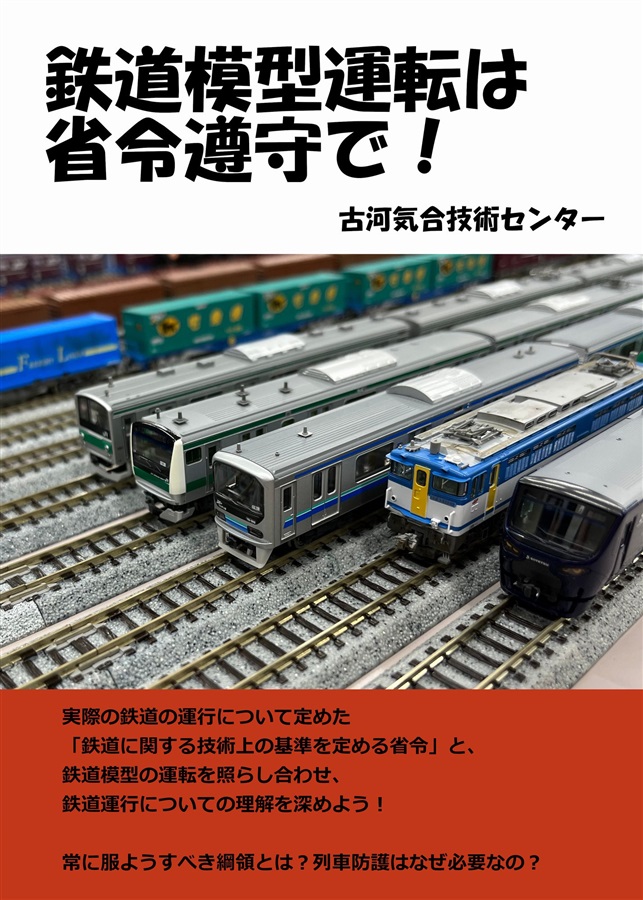 鉄道模型運転は
省令遵守で！
古河気合技術センター
実際の鉄道の運行について定めた
「鉄道に関する技術上の基準を定める省令」と、
鉄道模型の運転を照らし合わせ、
鉄道運行についての理解を深めよう！
常に服ようすべき綱領とは？列車防護はなぜ必要なの？